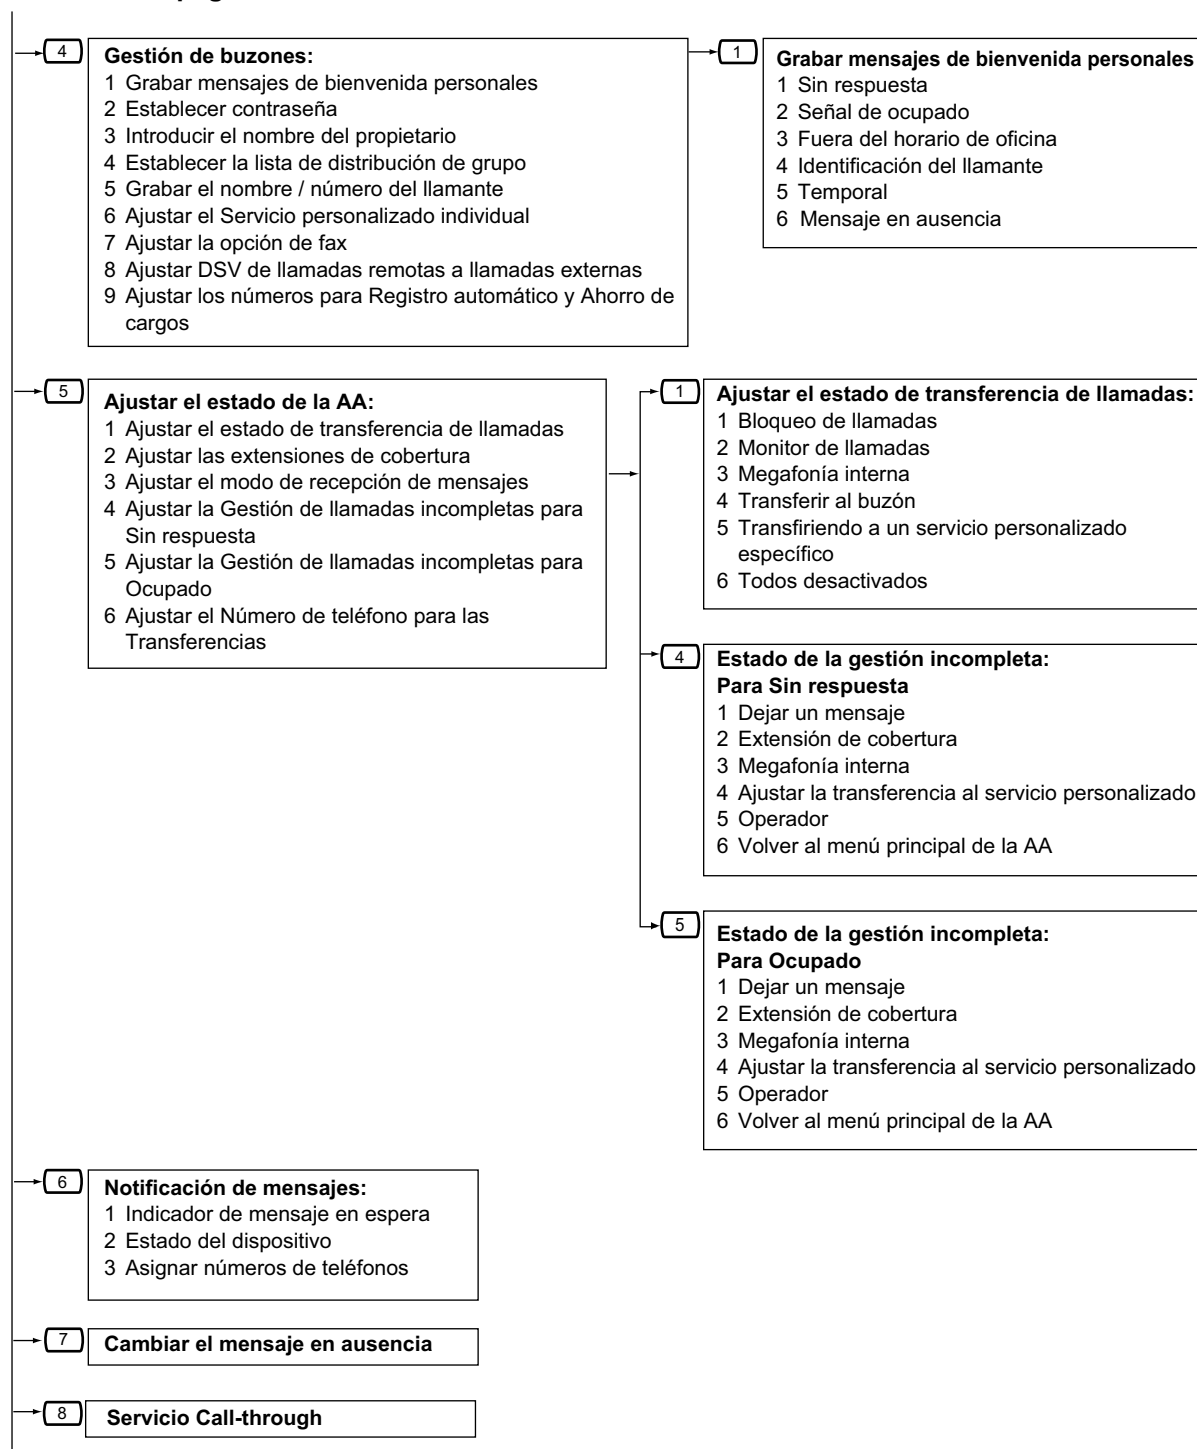 4
Gestión de buzones:
1 Grabar mensajes de bienvenida personales
2 Establecer contraseña
3 Introducir el nombre del propietario
4 Establecer la lista de distribución de grupo
5 Grabar el nombre / número del llamante
6 Ajustar el Servicio personalizado individual
7 Ajustar la opción de fax
8 Ajustar DSV de llamadas remotas a llamadas externas
9 Ajustar los números para Registro automático y Ahorro de
cargos
1
Grabar mensajes de bienvenida personales
1 Sin respuesta
2 Señal de ocupado
3 Fuera del horario de oficina
4 Identificación del llamante
5 Temporal
6 Mensaje en ausencia
5
Ajustar el estado de la AA:
1 Ajustar el estado de transferencia de llamadas
2 Ajustar las extensiones de cobertura
3 Ajustar el modo de recepción de mensajes
4 Ajustar la Gestión de llamadas incompletas para
Sin respuesta
5 Ajustar la Gestión de llamadas incompletas para
Ocupado
6 Ajustar el Número de teléfono para las
Transferencias
1
Ajustar el estado de transferencia de llamadas:
1 Bloqueo de llamadas
2 Monitor de llamadas
3 Megafonía interna
4 Transferir al buzón
5 Transfiriendo a un servicio personalizado
específico
6 Todos desactivados
4
Estado de la gestión incompleta:
Para Sin respuesta
1 Dejar un mensaje
2 Extensión de cobertura
3 Megafonía interna
4 Ajustar la transferencia al servicio personalizado
5 Operador
6 Volver al menú principal de la AA
5
Estado de la gestión incompleta:
Para Ocupado
1 Dejar un mensaje
2 Extensión de cobertura
3 Megafonía interna
4 Ajustar la transferencia al servicio personalizado
5 Operador
6 Volver al menú principal de la AA
6
Notificación de mensajes:
1 Indicador de mensaje en espera
2 Estado del dispositivo
3 Asignar números de teléfonos
7
Cambiar el mensaje en ausencia
8
Servicio Call-through